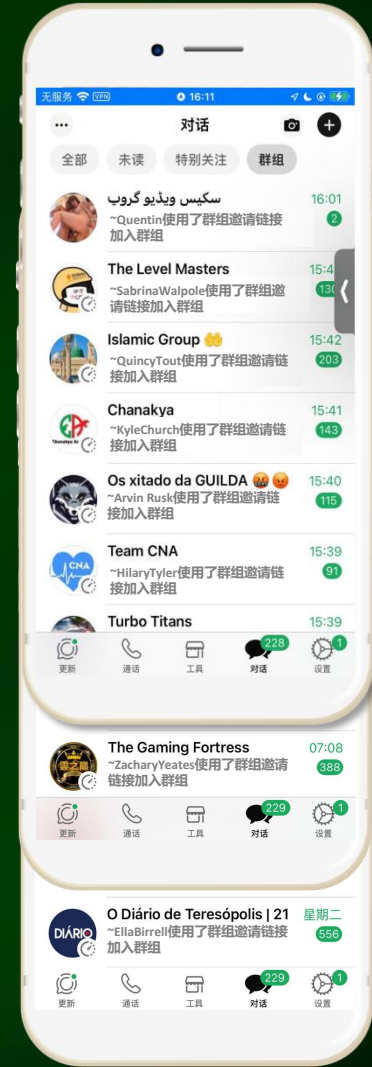 无服务 VPN 16:11
... 对话
全部 未读 特别关注 群组
سكيس ويڈيو گروپ 16:01
~Quentin使用了群组邀请链接 2
加入群组
The Level Masters 15:4
~SabrinaWalpole使用了群组邀 130
请链接加入群组
Islamic Group 🤲 15:42
~QuincyTout使用了群组邀请链 203
接加入群组
Chanakya 15:41
~KyleChurch使用了群组邀请链 143
接加入群组
Os xitado da GUILDA 🤬😡 15:40
~Arvin Rusk使用了群组邀请链 115
接加入群组
CNA
Team CNA 15:39
~HilaryTyler使用了群组邀请链 91
接加入群组
Turbo Titans 15:39
228 1
更新 通话 工具 对话 设置
The Gaming Fortress 07:08
~ZacharyYeates使用了群组邀请 388
链接加入群组
229 1
更新 通话 工具 对话 设置
DIÁRIO
O Diário de Teresópolis | 21 星期二
~EllaBirrell使用了群组邀请链接 556
加入群组
229 1
更新 通话 工具 对话 设置